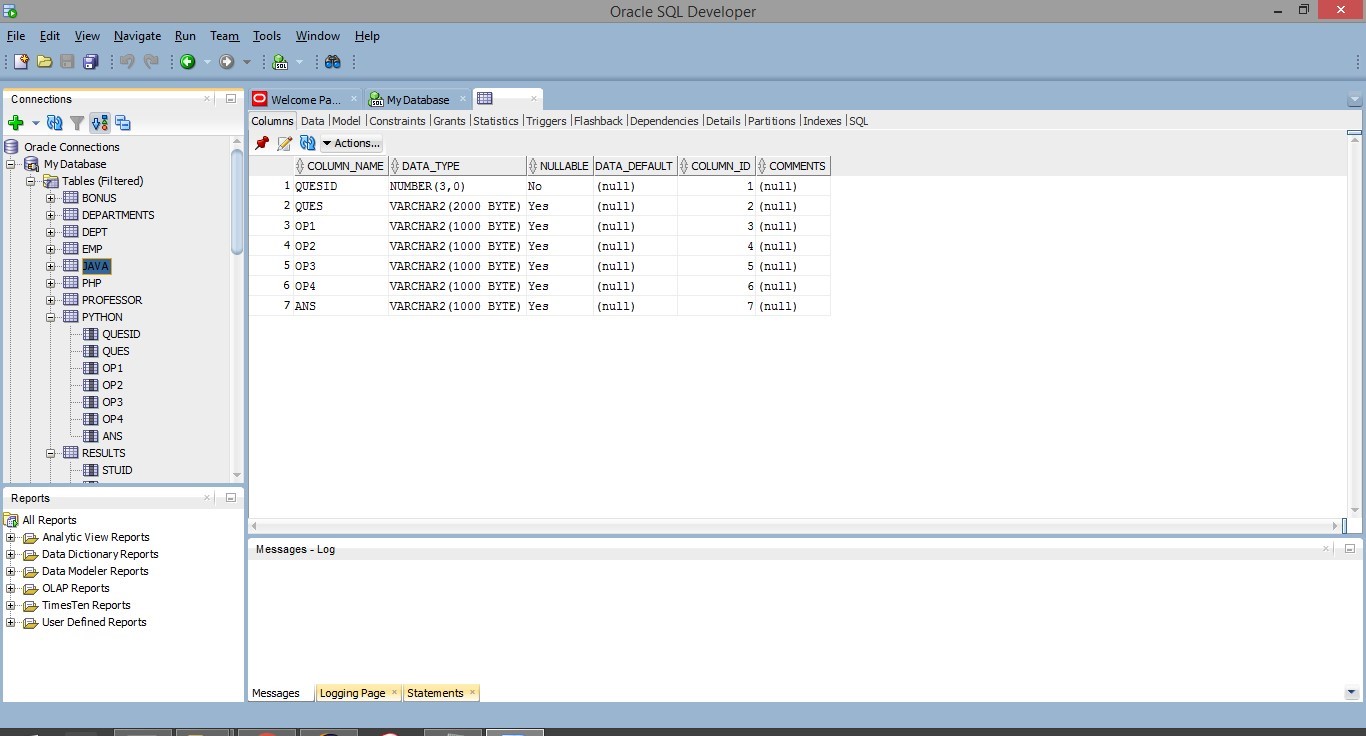 Oracle SQL Developer
File Edit View Navigate Run Team Tools Window Help
Connections
Oracle Connections
My Database
Tables (Filtered)
BONUS
DEPARTMENTS
DEPT
EMP
JAVA
PHP
PROFESSOR
PYTHON
QUESID
QUES
OP1
OP2
OP3
OP4
ANS
RESULTS
STUID
Reports
All Reports
Analytic View Reports
Data Dictionary Reports
Data Modeler Reports
OLAP Reports
TimesTen Reports
User Defined Reports
Welcome Pa... My Database
Columns Data Model Constraints Grants Statistics Triggers Flashback Dependencies Details Partitions Indexes SQL
Actions...
COLUMN_NAME DATA_TYPE NULLABLE DATA_DEFAULT COLUMN_ID COMMENTS
1 QUESID NUMBER(3,0) No (null) 1 (null)
2 QUES VARCHAR2(2000 BYTE) Yes (null) 2 (null)
3 OP1 VARCHAR2(1000 BYTE) Yes (null) 3 (null)
4 OP2 VARCHAR2(1000 BYTE) Yes (null) 4 (null)
5 OP3 VARCHAR2(1000 BYTE) Yes (null) 5 (null)
6 OP4 VARCHAR2(1000 BYTE) Yes (null) 6 (null)
7 ANS VARCHAR2(1000 BYTE) Yes (null) 7 (null)
Messages - Log
Messages Logging Page Statements